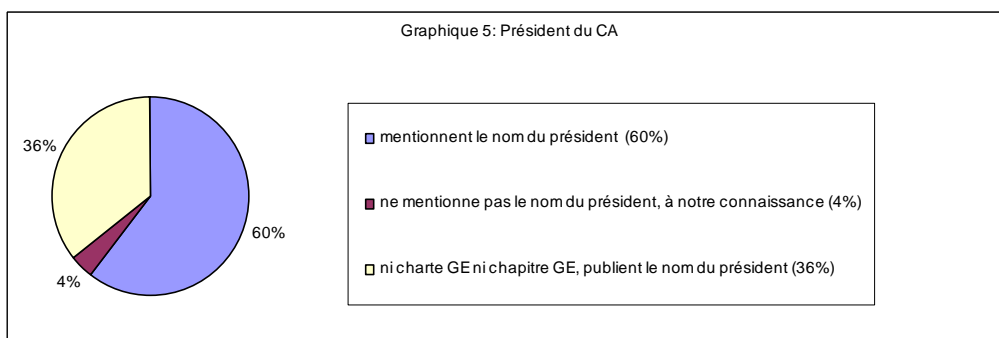 Graphique 5: Président du CA
36%
60%
4%
mentionnent le nom du président (60%)
ne mentionne pas le nom du président, à notre connaissance (4%)
ni charte GE ni chapitre GE, publient le nom du président (36%)